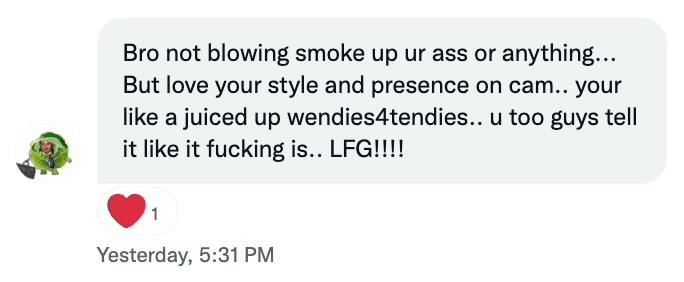 Bro not blowing smoke up ur ass or anything...
But love your style and presence on cam.. your
like a juiced up wendies4tendies.. u too guys tell
it like it fucking is.. LFG!!!!
1
Yesterday, 5:31 PM